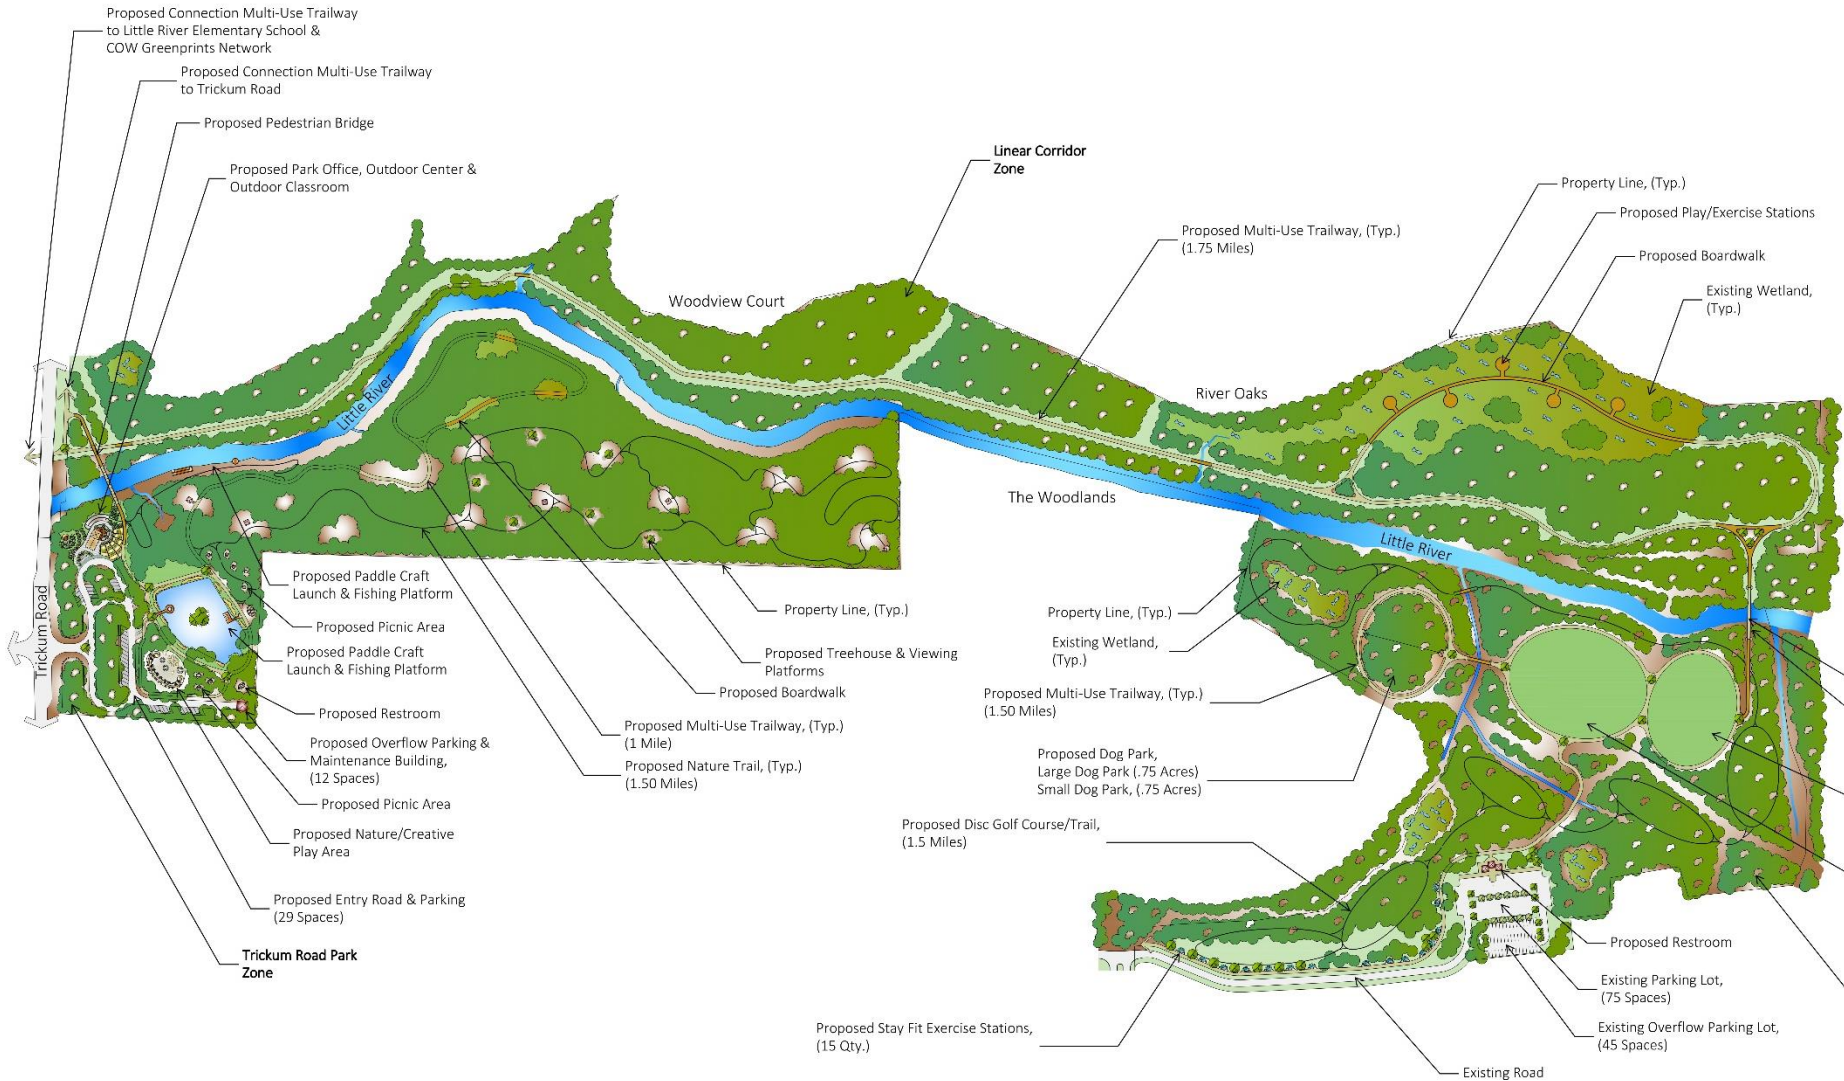 Proposed Connection Multi-Use Trailway
to Little River Elementary School &
COW Greenprints Network
Proposed Connection Multi-Use Trailway
to Trickum Road
Proposed Pedestrian Bridge
Proposed Park Office, Outdoor Center &
Outdoor Classroom
Linear Corridor
Zone
Property Line, (Typ.)
Proposed Play/Exercise Stations
Proposed Multi-Use Trailway, (Typ.)
(1.75 Miles)
Proposed Boardwalk
Existing Wetland,
(Typ.)
Woodview Court
River Oaks
Little River
The Woodlands
Little River
Trickum Road
Proposed Paddle Craft
Launch & Fishing Platform
Proposed Picnic Area
Proposed Paddle Craft
Launch & Fishing Platform
Proposed Restroom
Proposed Overflow Parking &
Maintenance Building,
(12 Spaces)
Proposed Picnic Area
Proposed Nature/Creative
Play Area
Proposed Entry Road & Parking
(29 Spaces)
Trickum Road Park
Zone
Property Line, (Typ.)
Proposed Treehouse & Viewing
Platforms
Proposed Boardwalk
Proposed Multi-Use Trailway, (Typ.)
(1 Mile)
Proposed Nature Trail, (Typ.)
(1.50 Miles)
Property Line, (Typ.)
Existing Wetland,
(Typ.)
Proposed Multi-Use Trailway, (Typ.)
(1.50 Miles)
Proposed Dog Park,
Large Dog Park (.75 Acres)
Small Dog Park, (.75 Acres)
Proposed Disc Golf Course/Trail,
(1.5 Miles)
Proposed Stay Fit Exercise Stations,
(15 Qty.)
Proposed Restroom
Existing Parking Lot,
(75 Spaces)
Existing Overflow Parking Lot,
(45 Spaces)
Existing Road